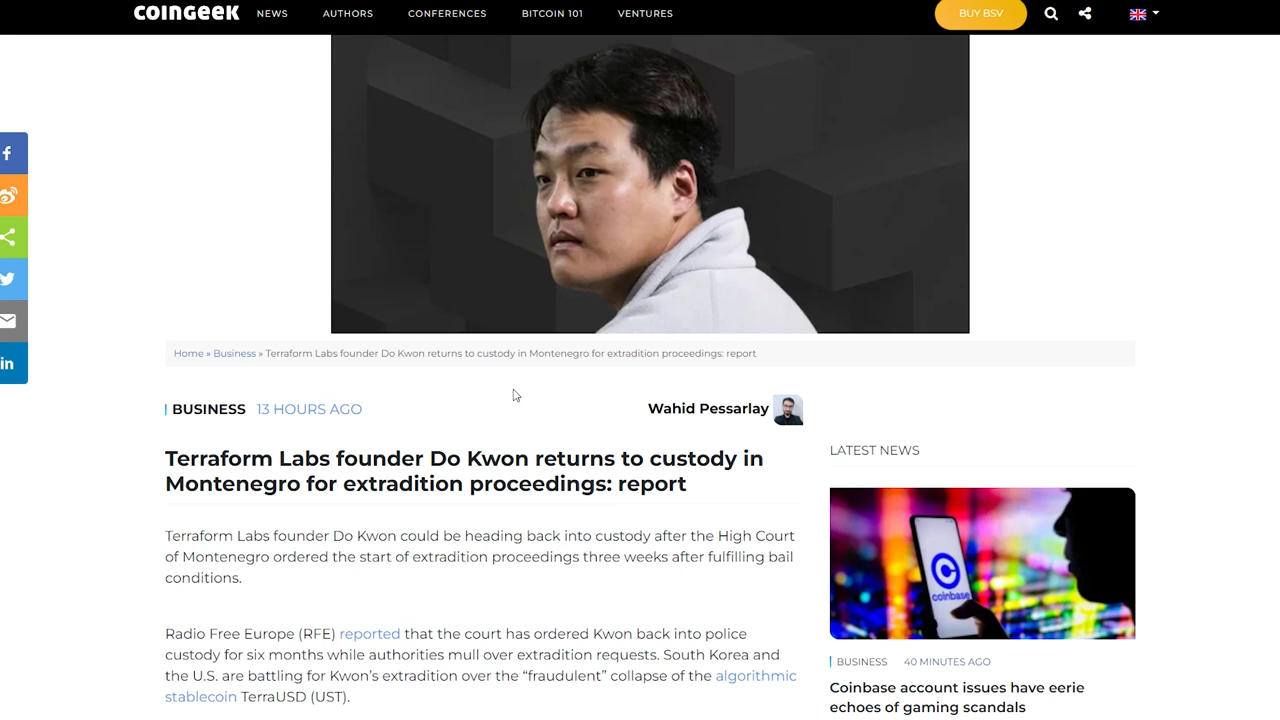 COINGEEK NEWS AUTHORS CONFERENCES BITCOIN 101 VENTURES BUY BSV
Home » Business » Terraform Labs founder Do Kwon returns to custody in Montenegro for extradition proceedings: report
BUSINESS 13 HOURS AGO Wahid Pessarlay
Terraform Labs founder Do Kwon returns to custody in
Montenegro for extradition proceedings: report
Terraform Labs founder Do Kwon could be heading back into custody after the High Court
of Montenegro ordered the start of extradition proceedings three weeks after fulfilling bail
conditions.
Radio Free Europe (RFE) reported that the court has ordered Kwon back into police
custody for six months while authorities mull over extradition requests. South Korea and
the U.S. are battling for Kwon's extradition over the “fraudulent” collapse of the algorithmic
stablecoin TerraUSD (UST).
LATEST NEWS
coinbase
BUSINESS 40 MINUTES AGO
Coinbase account issues have eerie
echoes of gaming scandals